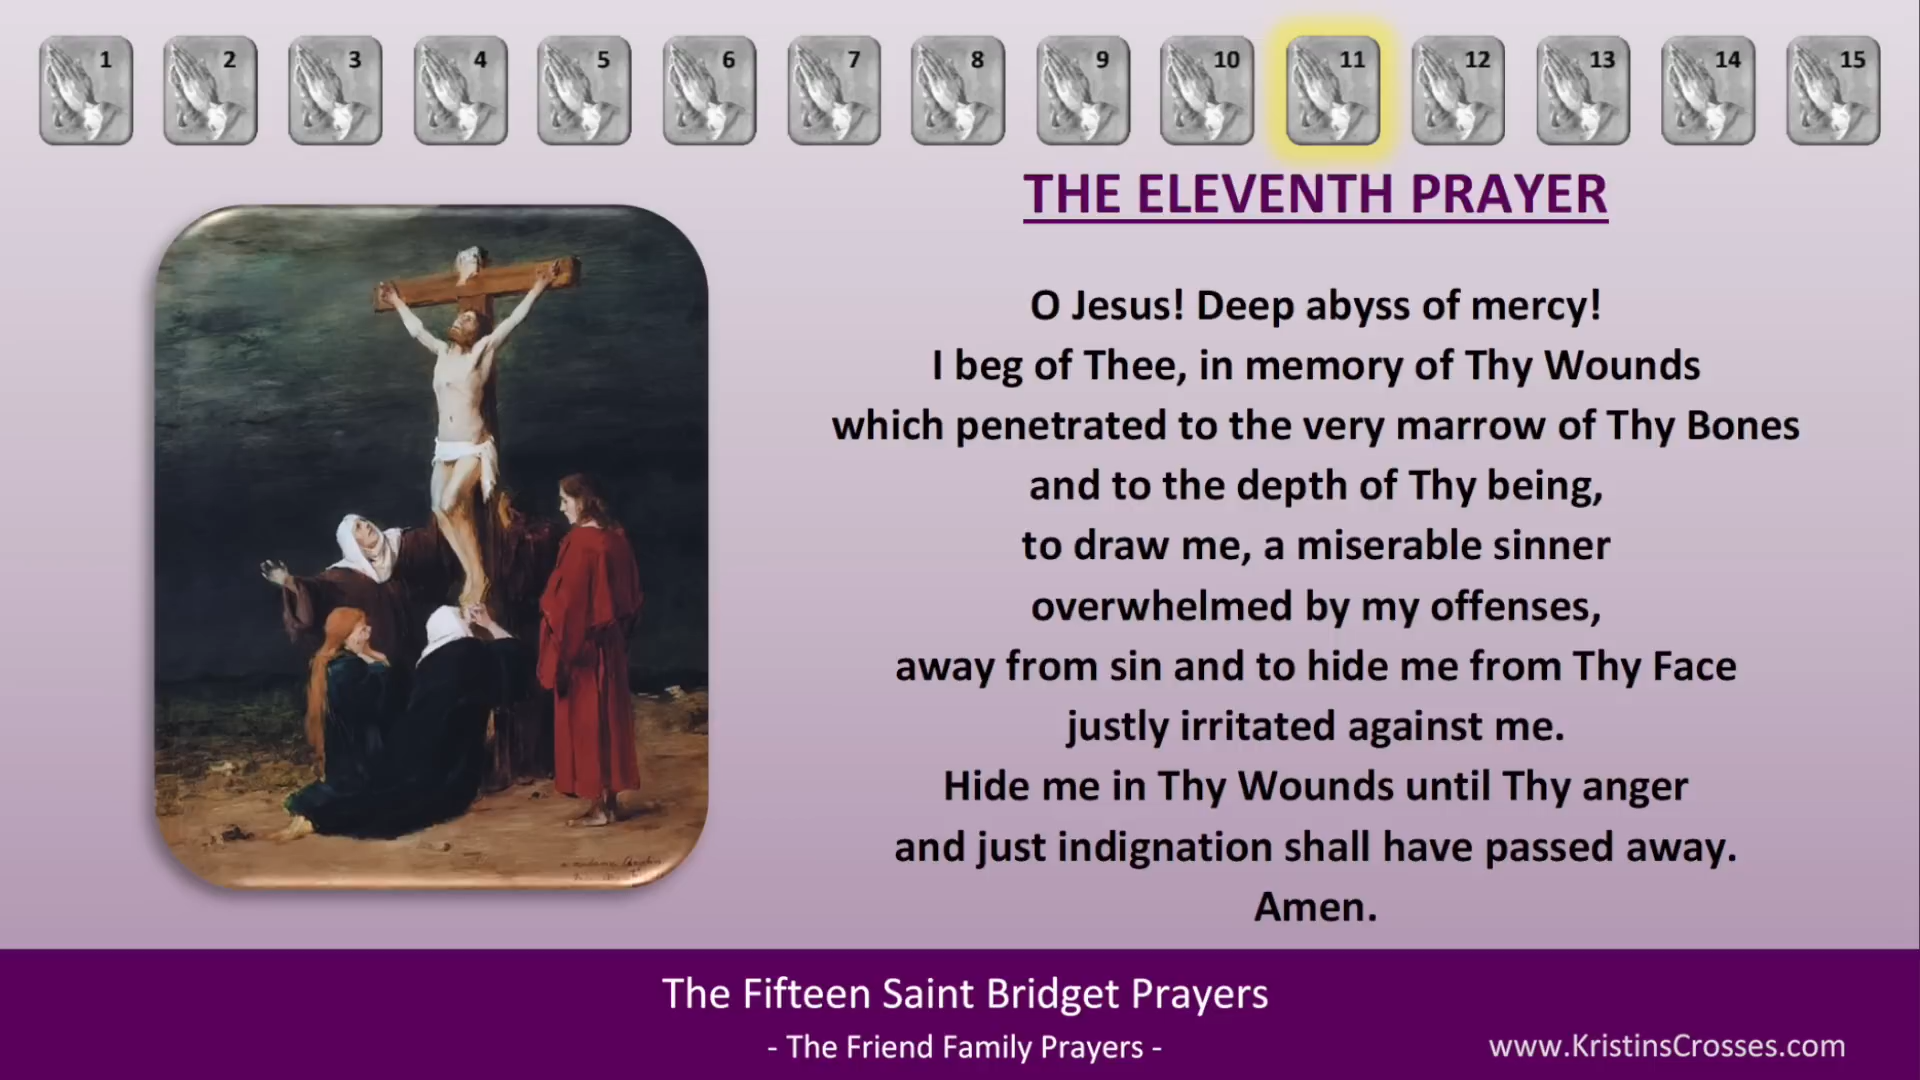 1 2 3 4 5 6 7 8 9 10 11 12 13 14 15
THE ELEVENTH PRAYER
O Jesus! Deep abyss of mercy!
I beg of Thee, in memory of Thy Wounds
which penetrated to the very marrow of Thy Bones
and to the depth of Thy being,
to draw me, a miserable sinner
overwhelmed by my offenses,
away from sin and to hide me from Thy Face
justly irritated against me.
Hide me in Thy Wounds until Thy anger
and just indignation shall have passed away.
Amen.
The Fifteen Saint Bridget Prayers
- The Friend Family Prayers -
www.KristinsCrosses.com